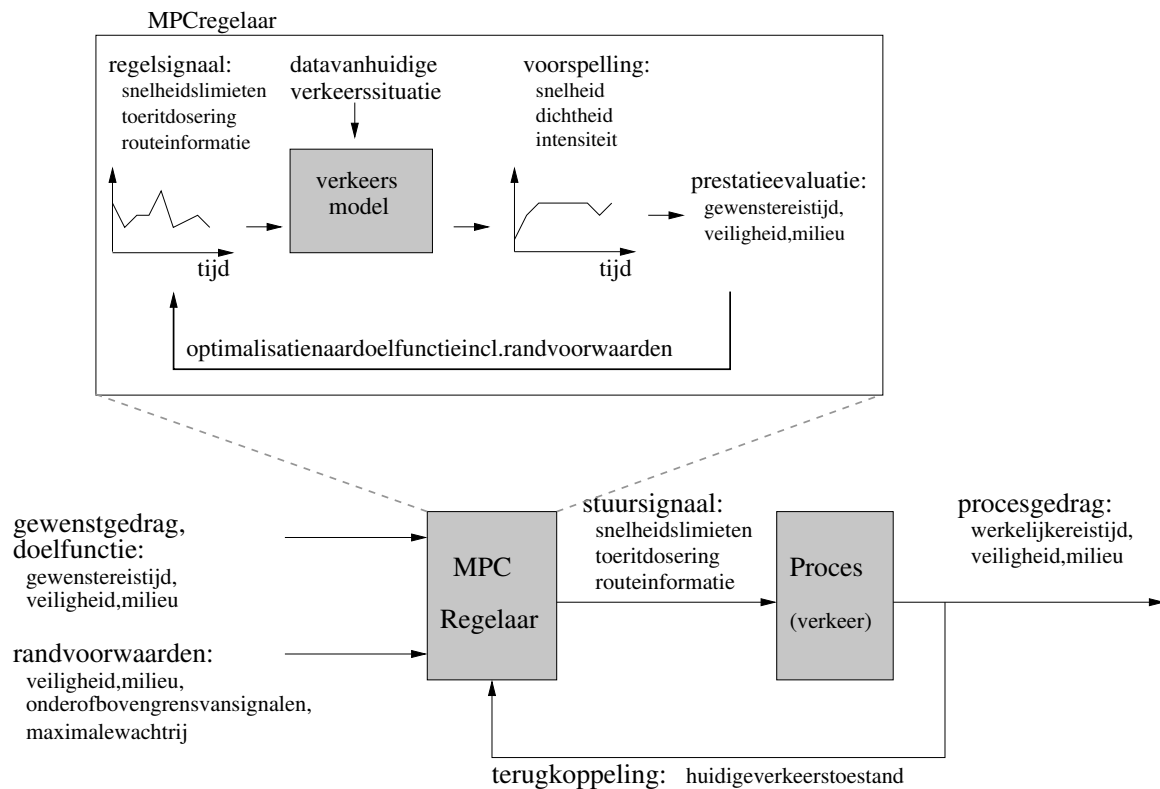 MPCregelaar
regelsignaal:
snelheidslimieten
toeritdosering
routeinformatie
datavanhuidige
verkeerssituatie
verkeers
model
voorspelling:
snelheid
dichtheid
intensiteit
prestatieevaluatie:
gewenstereistijd,
veiligheid,milieu
tijd
tijd
optimalisatienaardoelfunctieincl.randvoorwaarden
gewenstgedrag,
doelfunctie:
gewenstereistijd,
veiligheid,milieu
randvoorwaarden:
veiligheid,milieu,
onderofbovengrensvansignalen,
maximalewachtrij
MPC
Regelaar
stuursignaal:
snelheidslimieten
toeritdosering
routeinformatie
Proces
(verkeer)
procesgedrag:
werkelijkereistijd,
veiligheid,milieu
terugkoppeling: huidigeverkeerstoestand